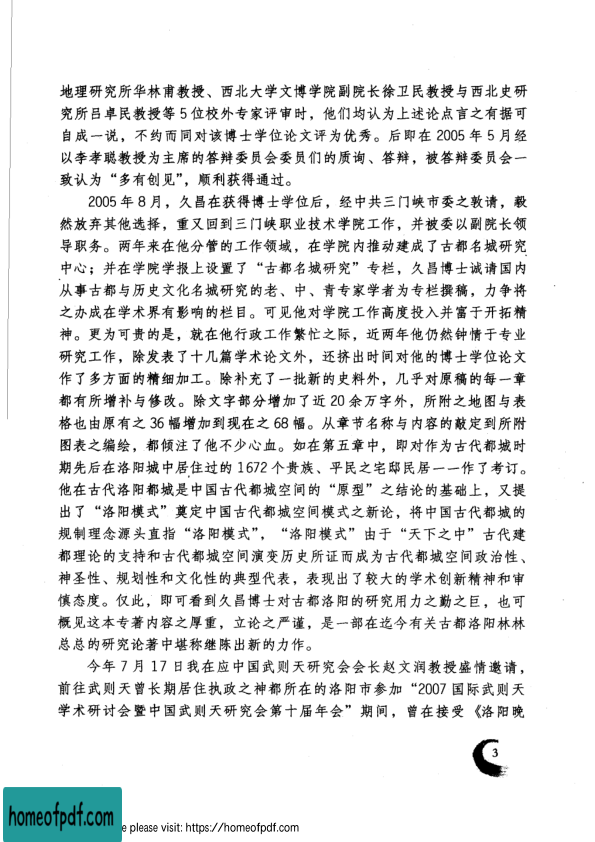 地理研究所华林甫教授、西北大学文博学院副院长徐卫民教授与西北史研
究所吕卓民教授等5位校外专家评审时，他们均认为上述论点言之有据可
自成一说，不约而同对该博士学位论文评为优秀。后即在2005年5月经
以李孝聪教授为主席的答辩委员会委员们的质询、答辩，被答辩委员会一
致认为“多有创见”，顺利获得通过。
2005年8月，久昌在获得博士学位后，经中共三门峡市委之敦请，毅
然放弃其他选择，重又回到三门峡职业技术学院工作，并被委以副院长领
导职务。两年来在他分管的工作领域，在学院内推动建成了古都名城研究
中心；并在学院学报上设置了“古都名城研究”专栏，久昌博士诚请国内
从事古都与历史文化名城研究的老、中、青专家学者为专栏撰稿，力争将
之办成在学术界有影响的栏目。可见他对学院工作高度投入并富于开拓精
神。更为可贵的是，就在他行政工作繁忙之际，近两年他仍然钟情于专业
研究工作，除发表了十几篇学术论文外，还挤出时间对他的博士学位论文
作了多方面的精细加工。除补充了一批新的史料外，几乎对原稿的每一章
都有所增补与修改。除文字部分增加了近20余万字外，所附之地图与表
格也由原有之36幅增加到现在之68幅。从章节名称与内容的敲定到所附
图表之编绘，都倾注了他不少心血。如在第五章中，即对作为古代都城时
期先后在洛阳城中居住过的1672个贵族、平民之宅邸民居一一作了考订。
他在古代洛阳都城是中国古代都城空间的“原型”之结论的基础上，又提
出了“洛阳模式”奠定中国古代都城空间模式之新论，将中国古代都城的
规制理念源头直指“洛阳模式”，“洛阳模式”由于“天下之中”古代建
都理论的支持和古代都城空间演变历史所证而成为古代都城空间政治性、
神圣性、规划性和文化性的典型代表，表现出了较大的学术创新精神和审
慎态度。仅此，即可看到久昌博士对古都洛阳的研究用力之勤之巨，也可
概见这本专著内容之厚重，立论之严谨，是一部在迄今有关古都洛阳林林
总总的研究论著中堪称继陈出新的力作。
今年7月17日我在应中国武则天研究会会长赵文润教授盛情邀请，
前往武则天曾长期居住执政之神都所在的洛阳市参加“2007国际武则天
学术研讨会暨中国武则天研究会第十届年会”期间，曾在接受《洛阳晚
3
homeofpdf.com
e please visit: https://homeofpdf.com